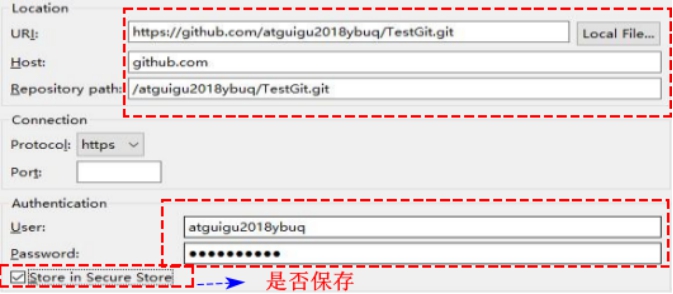 Location
URI: https://github.com/atguigu2018ybuq/TestGit.git Local File...
Host: github.com
Repository path: /atguigu2018ybuq/TestGit.git
Connection
Protocol: https
Port:
Authentication
User: atguigu2018ybuq
Password: ●●●●●●●●●●
Store in Secure Store 是否保存